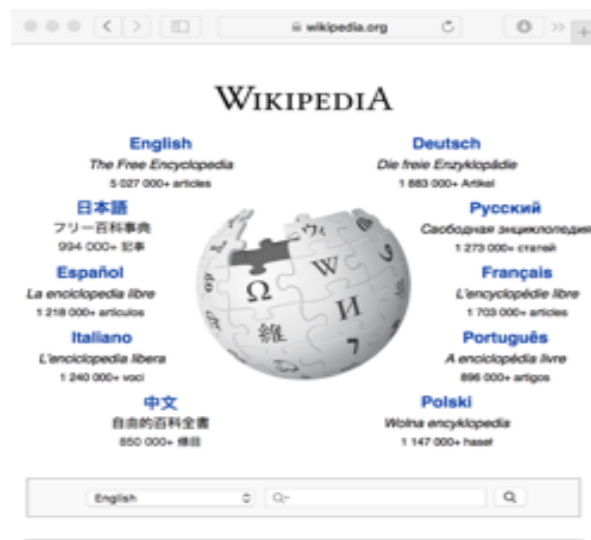 wikipedia.org
WIKIPEDIA
English
The Free Encyclopedia
5 027 000+ articles
Deutsch
Die freie Enzyklopädie
1 883 000+ Artikel
日本語
フリー百科事典
994 000+ 記事
Русский
Свободная энциклопедия
1 273 000+ статей
Español
La enciclopedia libre
1 218 000+ artículos
Français
L'encyclopédie libre
1 703 000+ articles
Italiano
L'enciclopedia libera
1 240 000+ voci
Português
A enciclopédia livre
896 000+ artigos
中文
自由的百科全書
850 000+ 條目
Polski
Wolna encyklopedia
1 147 000+ haseł
Ω
W
И
維
7
English